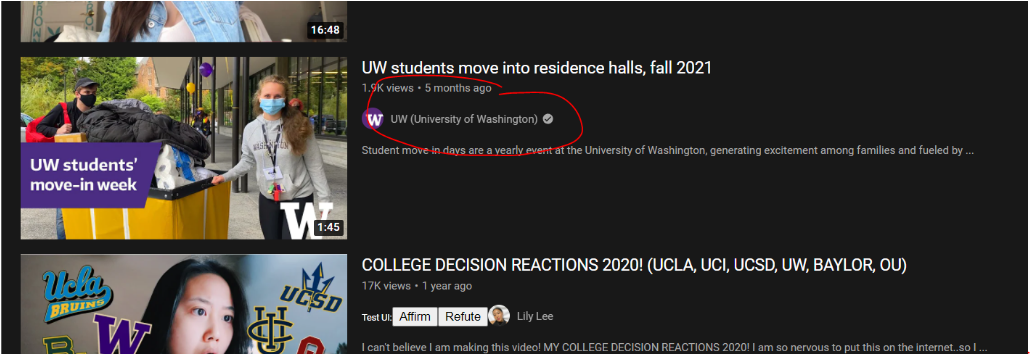 16:48
UW students move into residence halls, fall 2021
1.9K views • 5 months ago
W UW (University of Washington)
Student move-in days are a yearly event at the University of Washington, generating excitement among families and fueled by ...
WASHINGTON
UW students'
move-in week
W
1:45
COLLEGE DECISION REACTIONS 2020! (UCLA, UCI, UCSD, UW, BAYLOR, OU)
17K views • 1 year ago
Ucla
BRUINS
W
UCSD
Test UI: Affirm Refute Lily Lee
I can't believe I am making this video! MY COLLEGE DECISION REACTIONS 2020! I am so nervous to put this on the internet..so I ...